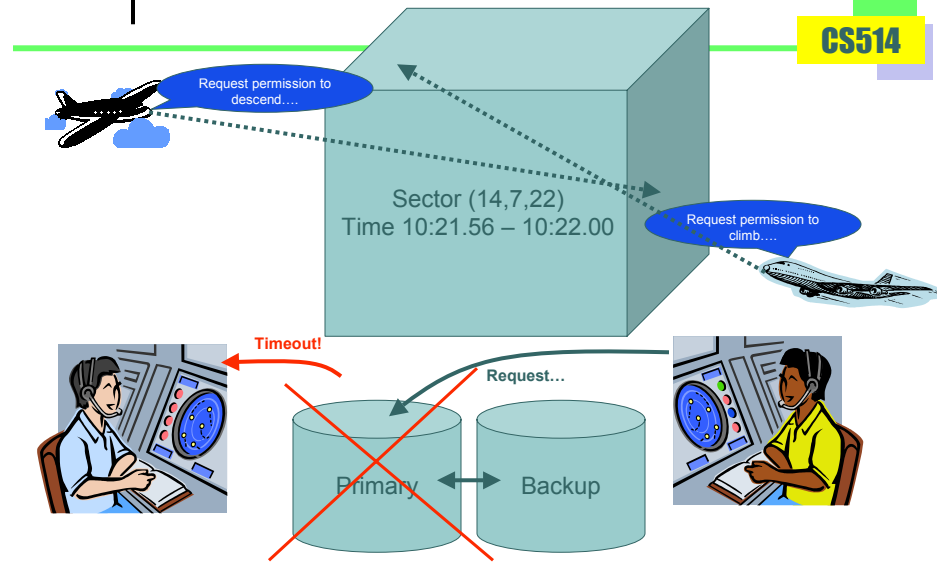 CS514
Request permission to
descend….
Sector (14,7,22)
Time 10:21.56 – 10:22.00
Request permission to
climb….
Timeout!
Request…
Primary
Backup